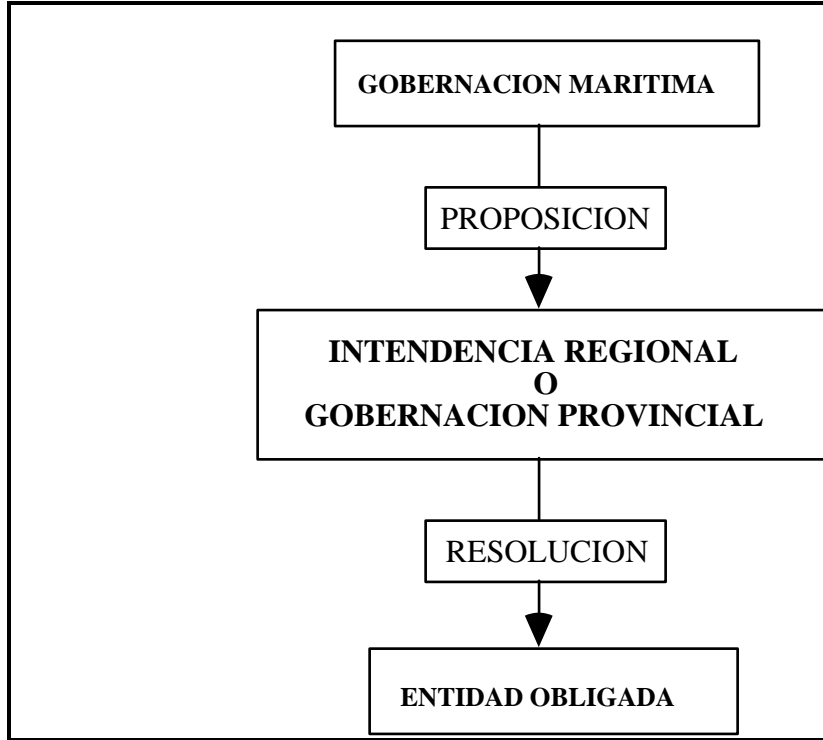 GOBERNACION MARITIMA
PROPOSICION
INTENDENCIA REGIONAL
O
GOBERNACION PROVINCIAL
RESOLUCION
ENTIDAD OBLIGADA